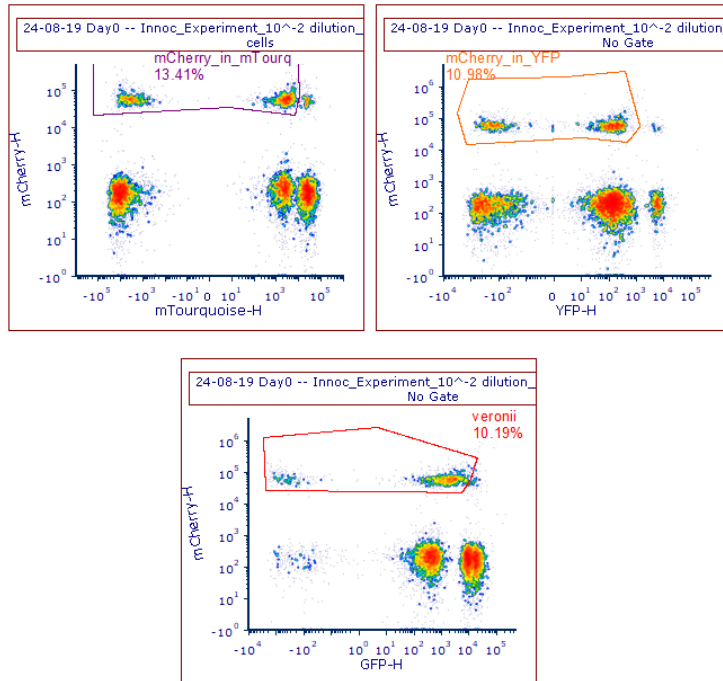 24-08-19 Day0 -- Innoc_Experiment_10^-2 dilution_
cells
mCherry_in_mTourq
13.41%
10^5
10^4
10^3
10^2
10^1
-10^0
mCherry-H
-10^5 -10^3 -10^1 0 10^1 10^3 10^5
mTourquoise-H
24-08-19 Day0 -- Innoc_Experiment_10^-2 dilution_
No Gate
mCherry_in_YFP
10.98%
10^6
10^5
10^4
10^3
10^2
10^1
-10^0
mCherry-H
-10^4 -10^2 0 10^1 10^2 10^3 10^4
YFP-H
24-08-19 Day0 -- Innoc_Experiment_10^-2 dilution_
No Gate
veronii
10.19%
10^6
10^5
10^4
10^3
10^2
10^1
-10^0
mCherry-H
-10^2 10^0 10^1 10^2 10^3 10^4 10^5
GFP-H